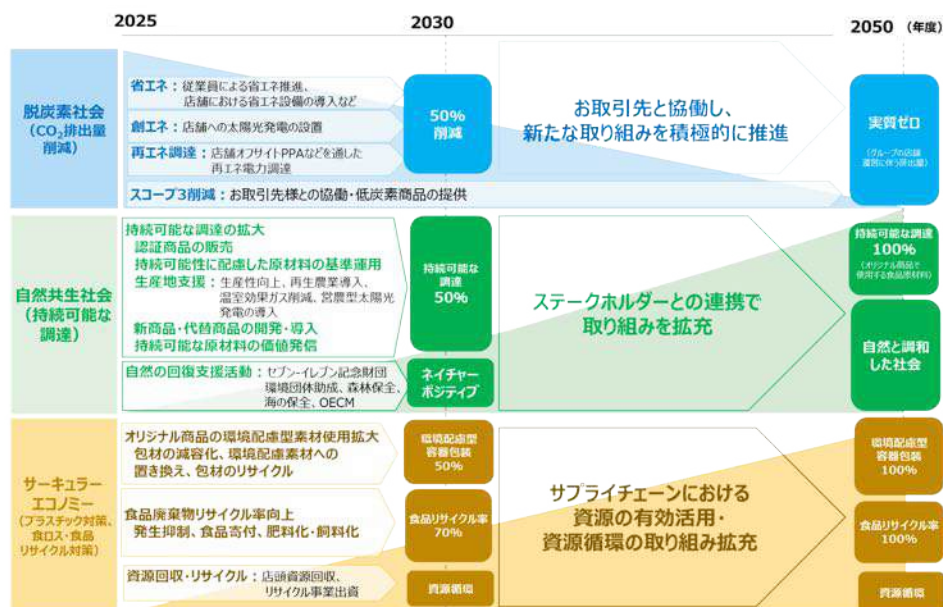 2025
2030
2050 (年度)
脱炭素社会
(CO₂排出量
削減)
省エネ：従業員による省エネ推進、
店舗における省エネ設備の導入など
創エネ：店舗への太陽光発電の設置
再エネ調達：店舗オフサイトPPAなどを通した
再エネ電力調達
スコープ3削減：お取引先様との協働・低炭素商品の提供
50%
削減
お取引先と協働し、
新たな取り組みを積極的に推進
実質ゼロ
(グループの店舗
運営に伴う排出量)
自然共生社会
(持続可能な
調達)
持続可能な調達の拡大
認証商品の販売
持続可能性に配慮した原材料の基準運用
生産地支援：生産性向上、再生農業導入、
温室効果ガス削減、営農型太陽光
発電の導入
新商品・代替商品の開発・導入
持続可能な原材料の価値発信
自然の回復支援活動：セブン-イレブン記念財団
環境団体助成、森林保全、
海の保全、OECM
持続可能な
調達
50%
ネイチャー
ポジティブ
ステークホルダーとの連携で
取り組みを拡充
持続可能な調達
100%
(オリジナル商品で
使用する食品原材料)
自然と調和
した社会
サーキュラー
エコノミー
(プラスチック対策、
食ロス・食品
リサイクル対策)
オリジナル商品の環境配慮型素材使用拡大
包材の減容化、環境配慮素材への
置き換え、包材のリサイクル
食品廃棄物リサイクル率向上
発生抑制、食品寄付、肥料化・飼料化
資源回収・リサイクル：店頭資源回収、
リサイクル事業出資
環境配慮型
容器包装
50%
食品リサイクル率
70%
資源循環
サプライチェーンにおける
資源の有効活用・
資源循環の取り組み拡充
環境配慮型
容器包装
100%
食品リサイクル率
100%
資源循環